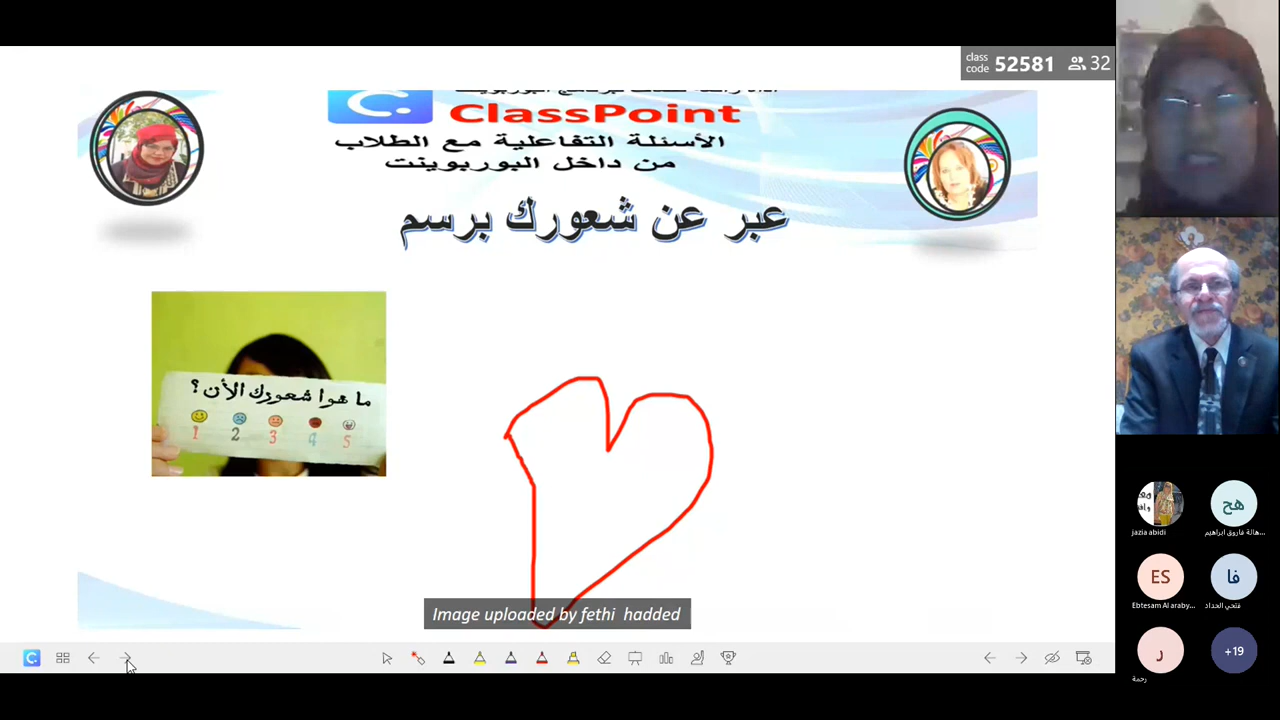 class code 52581 32
ClassPoint
الأسئلة التفاعلية مع الطلاب
من داخل البوربوينت
عبر عن شعورك برسم
ما هوا شعورك الأن؟
1 2 3 4 5
Image uploaded by fethi hadded
jazia abidi
هح
هالة فاروق ابراهيم...
ES
Ebtesam Al araby...
فا
فتحي الحداد
ر
رحمة
+19